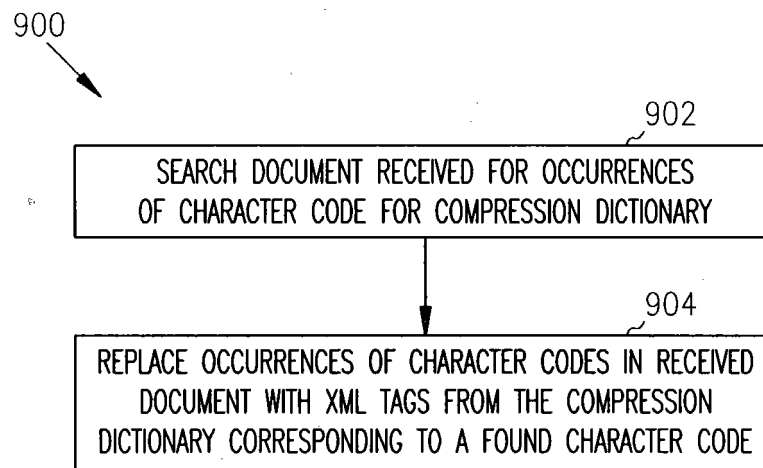 900
902
SEARCH DOCUMENT RECEIVED FOR OCCURRENCES
OF CHARACTER CODE FOR COMPRESSION DICTIONARY
904
REPLACE OCCURRENCES OF CHARACTER CODES IN RECEIVED
DOCUMENT WITH XML TAGS FROM THE COMPRESSION
DICTIONARY CORRESPONDING TO A FOUND CHARACTER CODE